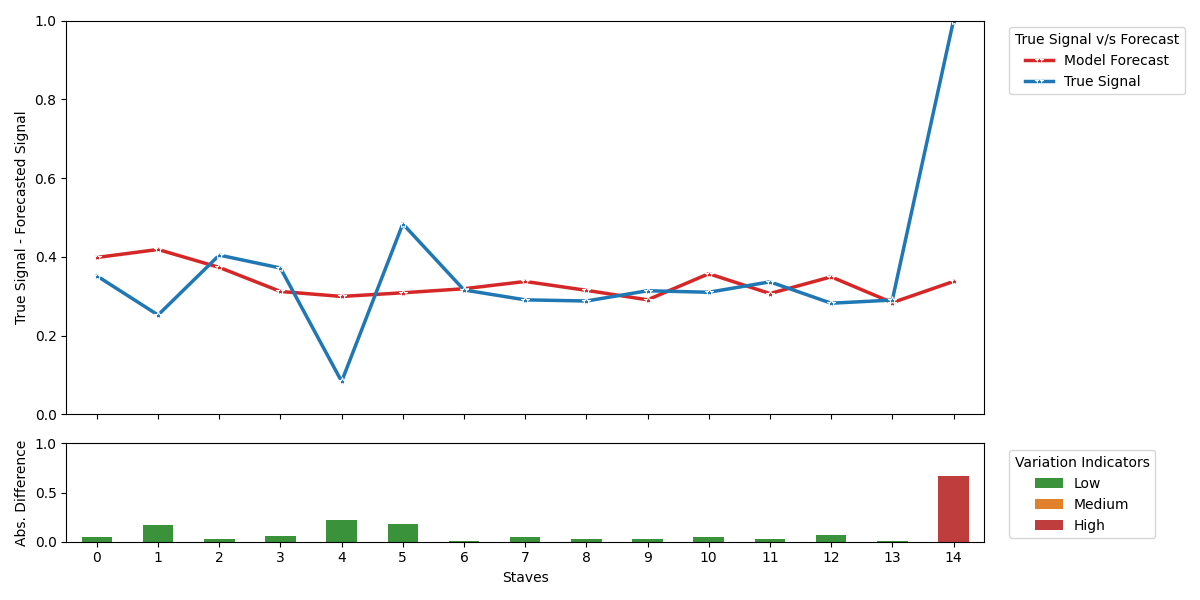 True Signal - Forecasted Signal
1.0
0.8
0.6
0.4
0.2
0.0
True Signal v/s Forecast
Model Forecast
True Signal
Abs. Difference
1.0
0.5
0.0
0 1 2 3 4 5 6 7 8 9 10 11 12 13 14
Staves
Variation Indicators
Low
Medium
High